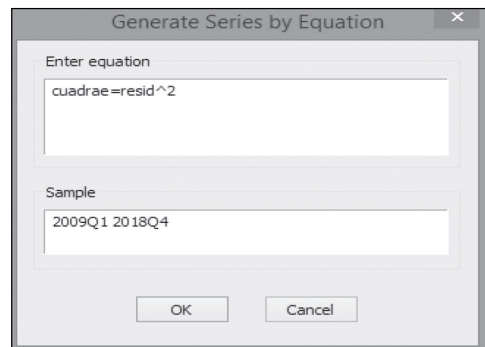 Generate Series by Equation
×
Enter equation
cuadrae=resid^2
Sample
2009Q1 2018Q4
OK
Cancel